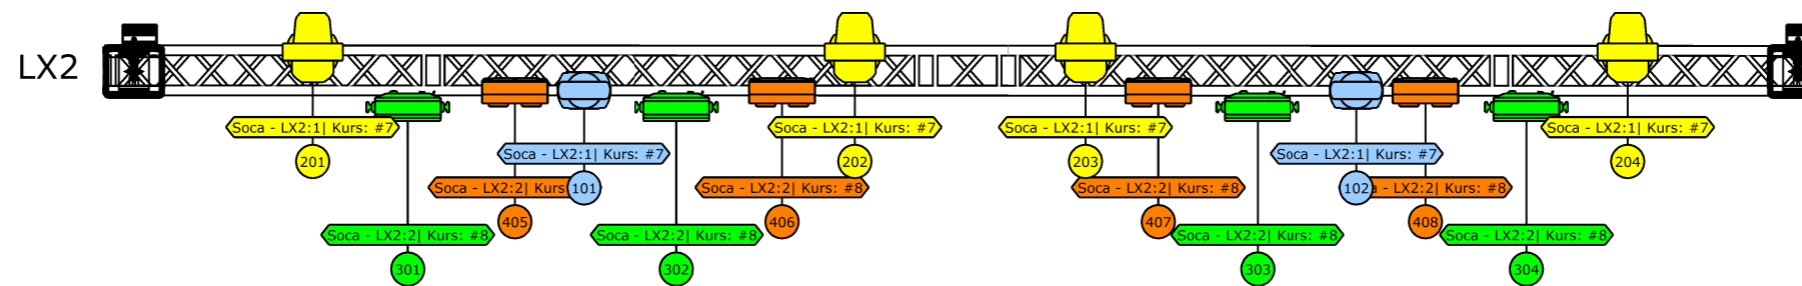 LX2
Soca - LX2:1| Kurs: #7
Soca - LX2:1| Kurs: #7
Soca - LX2:1| Kurs: #7
Soca - LX2:1| Kurs: #7
201
Soca - LX2:1| Kurs: #7
202
203
Soca - LX2:1| Kurs: #7
204
Soca - LX2:2| Kurs
101
Soca - LX2:2| Kurs: #8
Soca - LX2:2| Kurs: #8
102
- LX2:2| Kurs: #8
405
406
407
408
Soca - LX2:2| Kurs: #8
Soca - LX2:2| Kurs: #8
Soca - LX2:2| Kurs: #8
Soca - LX2:2| Kurs: #8
301
302
303
304